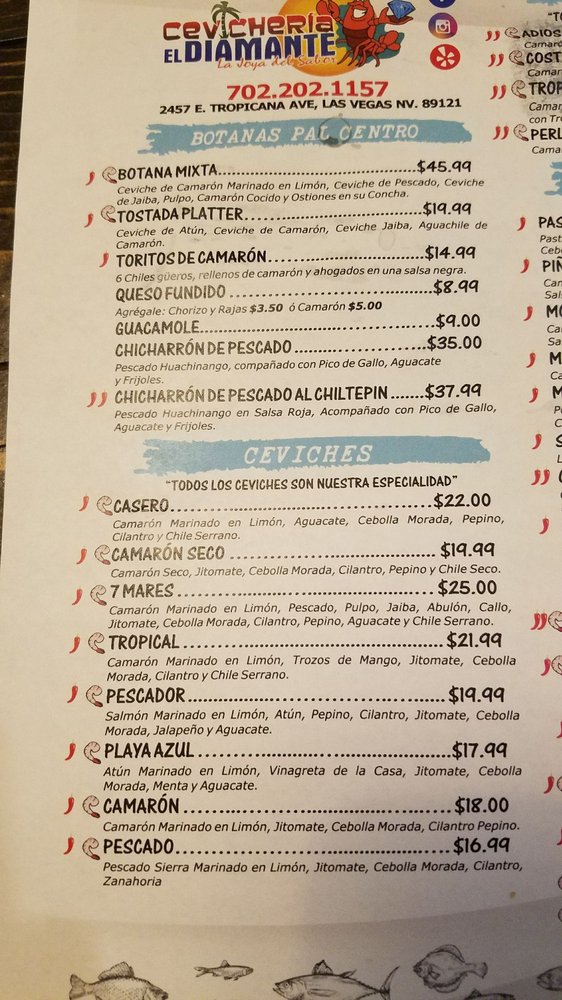 CEVICHERÍA
EL DIAMANTE
La Joya del Sabor
702.202.1157
2457 E. TROPICANA AVE, LAS VEGAS NV. 89121
BOTANAS PAL CENTRO
BOTANA MIXTA...$45.99
Ceviche de Camarón Marinado en Limón, Ceviche de Pescado, Ceviche
de Jaiba, Pulpo, Camarón Cocido y Ostiones en su Concha.
TOSTADA PLATTER...$19.99
Ceviche de Atún, Ceviche de Camarón, Ceviche Jaiba, Aguachile de
Camarón.
TORITOS DE CAMARÓN...$14.99
6 Chiles güeros, rellenos de camarón y ahogados en una salsa negra.
QUESO FUNDIDO...$8.99
Agrégale: Chorizo y Rajas $3.50 ó Camarón $5.00
GUACAMOLE...$9.00
CHICHARRÓN DE PESCADO...$35.00
Pescado Huachinango, compañado con Pico de Gallo, Aguacate
y Frijoles.
CHICHARRÓN DE PESCADO AL CHILTEPIN...$37.99
Pescado Huachinango en Salsa Roja, Acompañado con Pico de Gallo,
Aguacate y Frijoles.
CEVICHES
"TODOS LOS CEVICHES SON NUESTRA ESPECIALIDAD"
CASERO...$22.00
Camarón Marinado en Limón, Aguacate, Cebolla Morada, Pepino,
Cilantro y Chile Serrano.
CAMARÓN SECO...$19.99
Camarón Seco, Jitomate, Cebolla Morada, Cilantro, Pepino y Chile Seco.
7 MARES...$25.00
Camarón Marinado en Limón, Pescado, Pulpo, Jaiba, Abulón, Callo,
Jitomate, Cebolla Morada, Cilantro, Pepino, Aguacate y Chile Serrano.
TROPICAL...$21.99
Camarón Marinado en Limón, Trozos de Mango, Jitomate, Cebolla
Morada, Cilantro y Chile Serrano.
PESCADOR...$19.99
Salmón Marinado en Limón, Atún, Pepino, Cilantro, Jitomate, Cebolla
Morada, Jalapeño y Aguacate.
PLAYA AZUL...$17.99
Atún Marinado en Limón, Vinagreta de la Casa, Jitomate, Cebolla
Morada, Menta y Aguacate.
CAMARÓN...$18.00
Camarón Marinado en Limón, Jitomate, Cebolla Morada, Cilantro Pepino.
PESCADO...$16.99
Pescado Sierra Marinado en Limón, Jitomate, Cebolla Morada, Cilantro,
Zanahoria